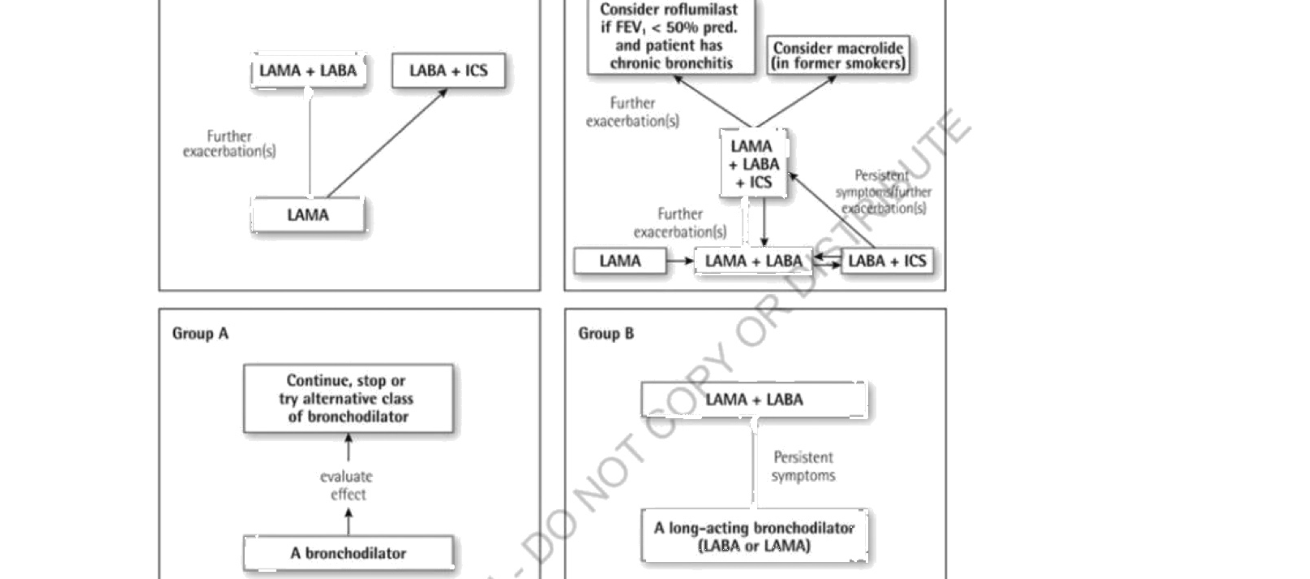 Consider roflumilast
if FEV₁ < 50% pred.
and patient has
chronic bronchitis
Consider macrolide
(in former smokers)
LAMA + LABA
LABA + ICS
Further
exacerbation(s)
LAMA
Further
exacerbation(s)
LAMA
+ LABA
+ ICS
Persistent
symptoms/further
exacerbation(s)
Further
exacerbation(s)
LAMA
LAMA + LABA
LABA + ICS
Group A
Continue, stop or
try alternative class
of bronchodilator
evaluate
effect
A bronchodilator
Group B
LAMA + LABA
Persistent
symptoms
A long-acting bronchodilator
(LABA or LAMA)
- DO NOT COPY OR DISTRIBUTE